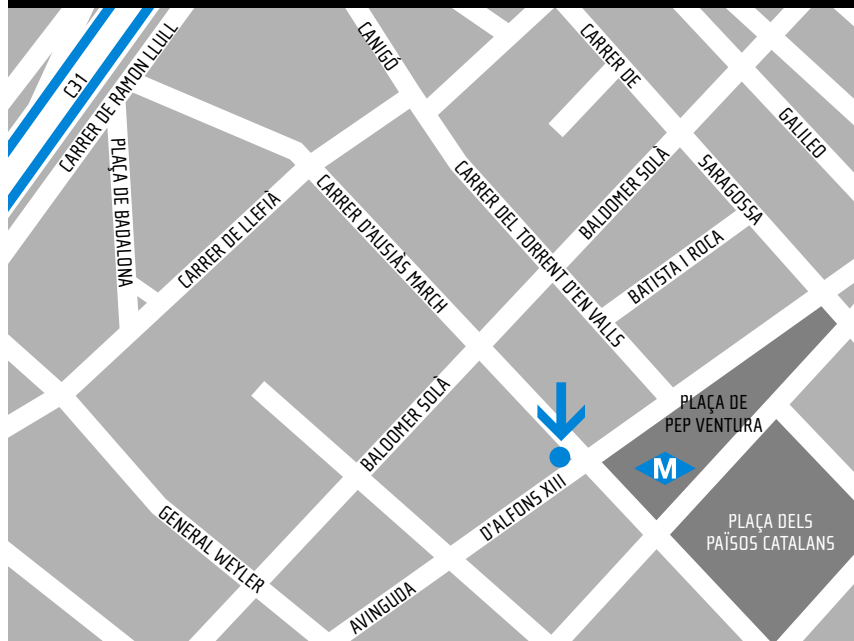 C31
CARRER DE RAMON LLULL
CANIGÓ
CARRER DE
GALILEO
PLAÇA DE BADALONA
CARRER DE LLEFIÀ
CARRER D'AUSIÀS MARCH
CARRER DEL TORRENT D'EN VALLS
BALDOMER SOLÀ
SARAGOSSA
BATISTA I ROCA
BALDOMER SOLÀ
PLAÇA DE
PEP VENTURA
M
GENERAL WEYLER
AVINGUDA
D'ALFONS XIII
PLAÇA DELS
PAÏSOS CATALANS